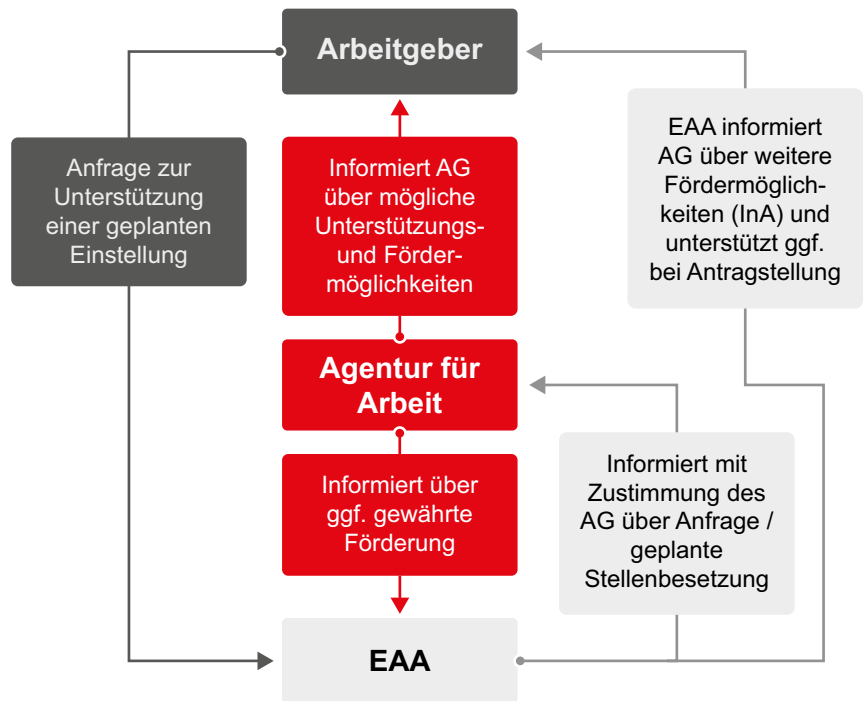 Arbeitgeber
Anfrage zur
Unterstützung
einer geplanten
Einstellung
Informiert AG
über mögliche
Unterstützungs-
und Förder-
möglichkeiten
EAA informiert
AG über weitere
Fördermöglich-
keiten (InA) und
unterstützt ggf.
bei Antragstellung
Agentur für
Arbeit
Informiert über
ggf. gewährte
Förderung
Informiert mit
Zustimmung des
AG über Anfrage /
geplante
Stellenbesetzung
EAA